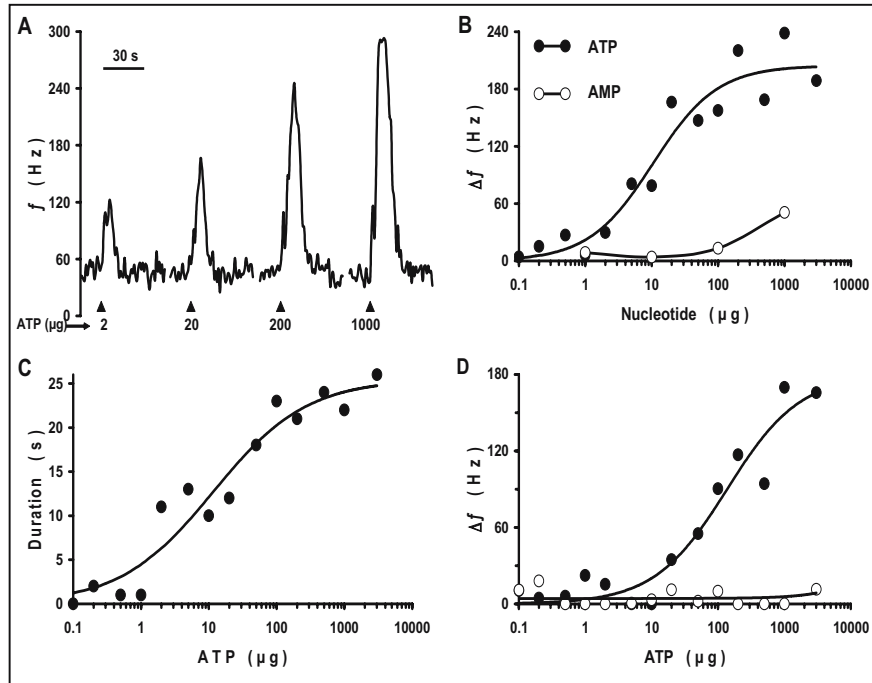 A
300
240
180
120
60
0
f (Hz)
30 s
ATP (µg)
2
20
200
1000
B
240
180
120
60
0
Δf (Hz)
ATP
AMP
0.1
1
10
100
1000
10000
Nucleotide (µg)
C
25
20
15
10
5
0
Duration (s)
0.1
1
10
100
1000
10000
ATP (µg)
D
180
120
60
0
Δf (Hz)
0.1
1
10
100
1000
10000
ATP (µg)